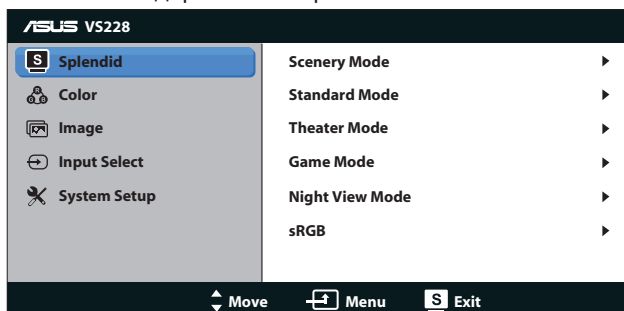 ASUS VS228
S Splendid
Color
Image
Input Select
System Setup
Scenery Mode
Standard Mode
Theater Mode
Game Mode
Night View Mode
sRGB
Move Menu S Exit